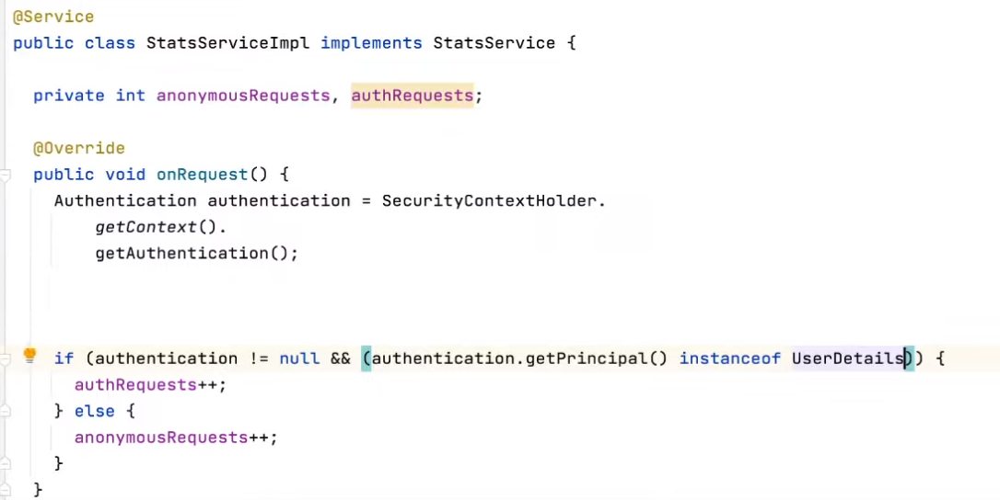 @Service
public class StatsServiceImpl implements StatsService {
private int anonymousRequests, authRequests;
@Override
public void onRequest() {
Authentication authentication = SecurityContextHolder.
getContext().
getAuthentication();
if (authentication != null && (authentication.getPrincipal() instanceof UserDetails)) {
authRequests++;
} else {
anonymousRequests++;
}
}